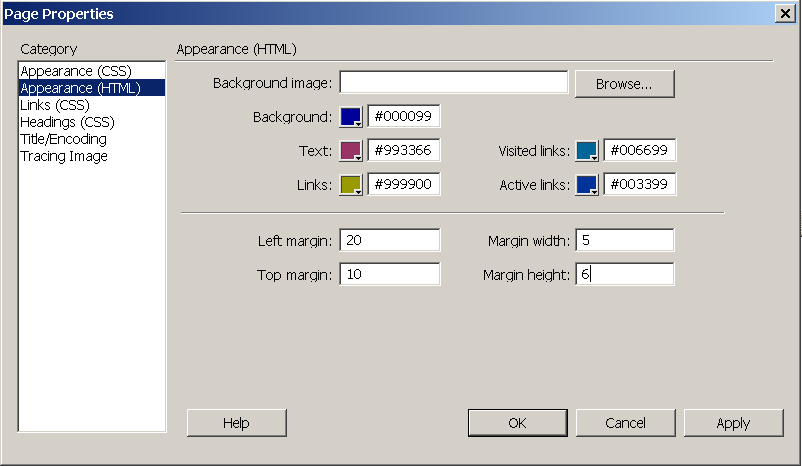 Page Properties
Category
Appearance (CSS)
Appearance (HTML)
Links (CSS)
Headings (CSS)
Title/Encoding
Tracing Image
Appearance (HTML)
Background image:
Browse...
Background: #000099
Text: #993366 Visited links: #006699
Links: #999900 Active links: #003399
Left margin: 20 Margin width: 5
Top margin: 10 Margin height: 6
Help OK Cancel Apply